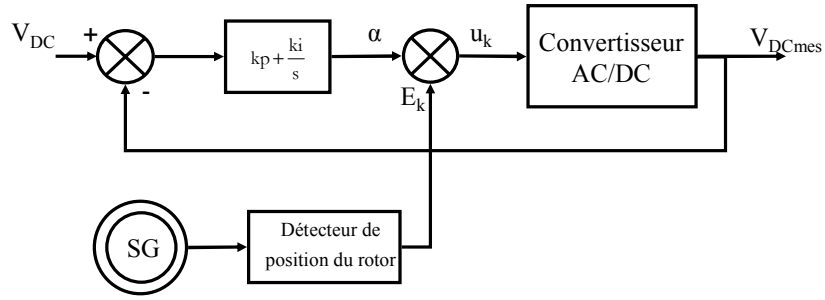 V_DC
+
-
kp + ki/s
α
u_k
E_k
Convertisseur
AC/DC
V_DCmes
SG
Détecteur de
position du rotor